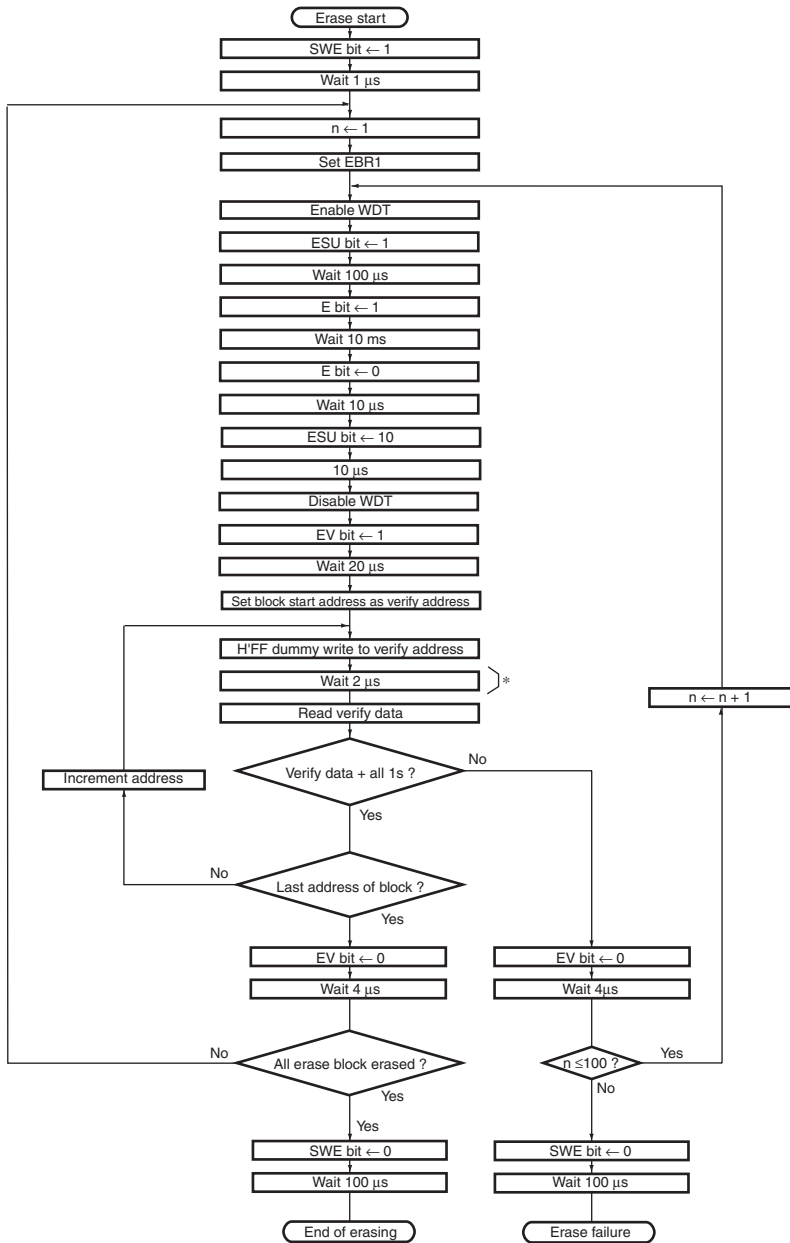 Erase start
SWE bit ← 1
Wait 1 µs
n ← 1
Set EBR1
Enable WDT
ESU bit ← 1
Wait 100 µs
E bit ← 1
Wait 10 ms
E bit ← 0
Wait 10 µs
ESU bit ← 10
10 µs
Disable WDT
EV bit ← 1
Wait 20 µs
Set block start address as verify address
H'FF dummy write to verify address
Wait 2 µs
*
n ← n + 1
Read verify data
Increment address
Verify data + all 1s ?
No
Yes
No
Last address of block ?
Yes
EV bit ← 0
EV bit ← 0
Wait 4 µs
Wait 4µs
No
All erase block erased ?
n ≤100 ?
Yes
Yes
No
Yes
SWE bit ← 0
SWE bit ← 0
Wait 100 µs
Wait 100 µs
End of erasing
Erase failure